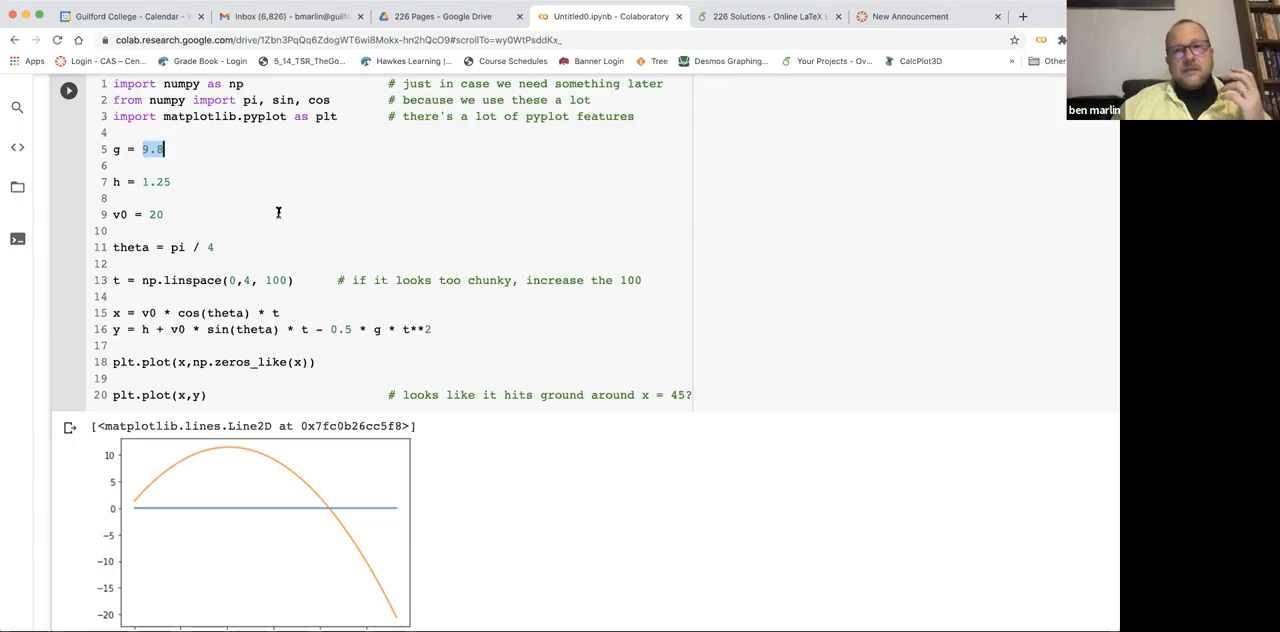 Guilford College - Calendar -
Inbox (6,826) - bmarlin@guilfo
226 Pages - Google Drive
Untitled0.ipynb - Colaboratory
226 Solutions - Online LaTeX E
New Announcement
colab.research.google.com/drive/1Zbn3PqQq6ZdogWT6wi8Mokx-hn2hQcO9#scrollTo=wy0WtPsddKx_
Apps
Login - CAS – Cen...
Grade Book - Login
5_14_TSR_TheGo...
Hawkes Learning |...
Course Schedules
Banner Login
Tree
Desmos Graphing...
Your Projects - Ov...
CalcPlot3D
»
Other
ben marlin
1 import numpy as np # just in case we need something later
2 from numpy import pi, sin, cos # because we use these a lot
3 import matplotlib.pyplot as plt # there's a lot of pyplot features
4
5 g = 9.8
6
7 h = 1.25
8
9 v0 = 20
10
11 theta = pi / 4
12
13 t = np.linspace(0,4, 100) # if it looks too chunky, increase the 100
14
15 x = v0 * cos(theta) * t
16 y = h + v0 * sin(theta) * t - 0.5 * g * t**2
17
18 plt.plot(x,np.zeros_like(x))
19
20 plt.plot(x,y) # looks like it hits ground around x = 45?
[<matplotlib.lines.Line2D at 0x7fc0b26cc5f8>]
10
5
0
−5
−10
−15
−20